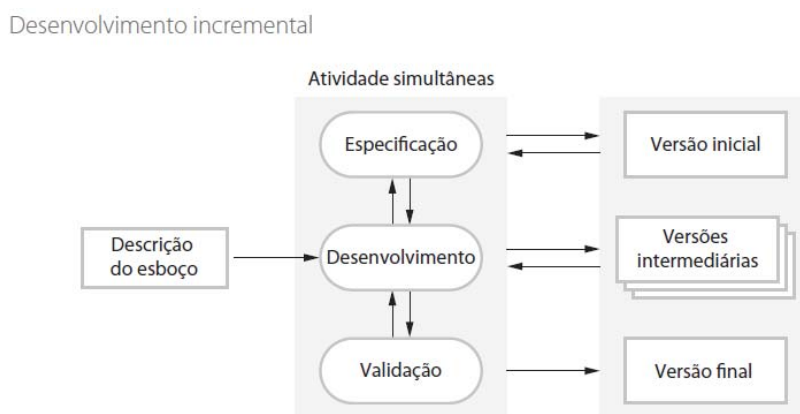 Desenvolvimento incremental
Atividade simultâneas
Especificação
Versão inicial
Descrição
do esboço
Desenvolvimento
Versões
intermediárias
Validação
Versão final